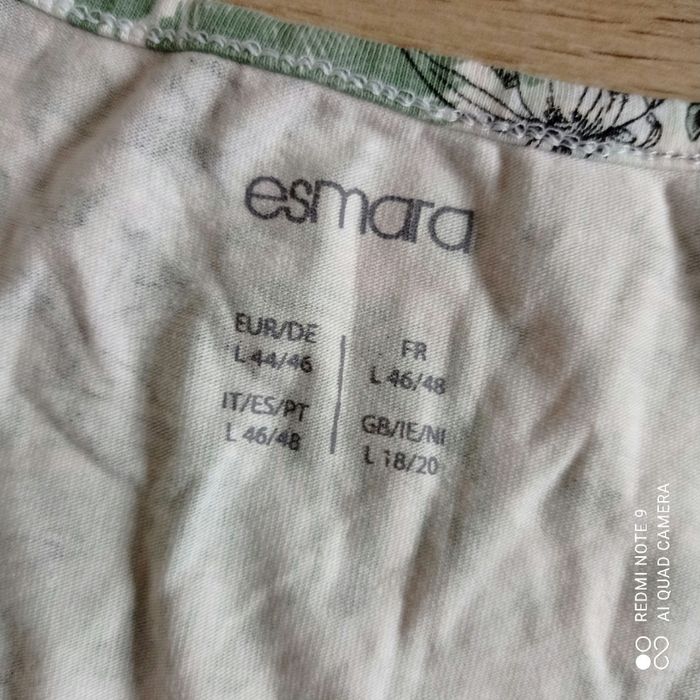 esmara
EUR/DE
L 44/46
FR
L 46/48
IT/ES/PT
L 46/48
GB/IE/NI
L 18/20
REDMI NOTE 9
AI QUAD CAMERA